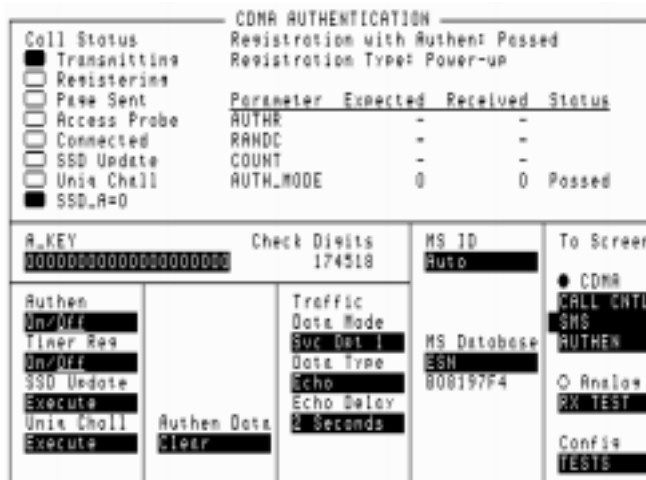 CDMA AUTHENTICATION
Call Status
Transmitting
Registering
Page Sent
Access Probe
Connected
SSD Update
Uniq Chall
SSD_A=0
Registration with Authen: Passed
Registration Type: Power-up
Parameter Expected Received Status
AUTHR - -
RANDC - -
COUNT - -
AUTH_MODE 0 0 Passed
A_KEY
00000000000000000000
Check Digits
174518
MS ID
Auto
MS Database
ESN
808197F4
To Screen
CDMA
CALL CNTL
SMS
AUTHEN
Analog
RX TEST
Config
TESTS
Authen
On/Off
Timer Reg
On/Off
SSD Update
Execute
Uniq Chall
Execute
Authen Data
Clear
Traffic
Data Mode
Svc Opt 1
Data Type
Echo
Echo Delay
2 Seconds